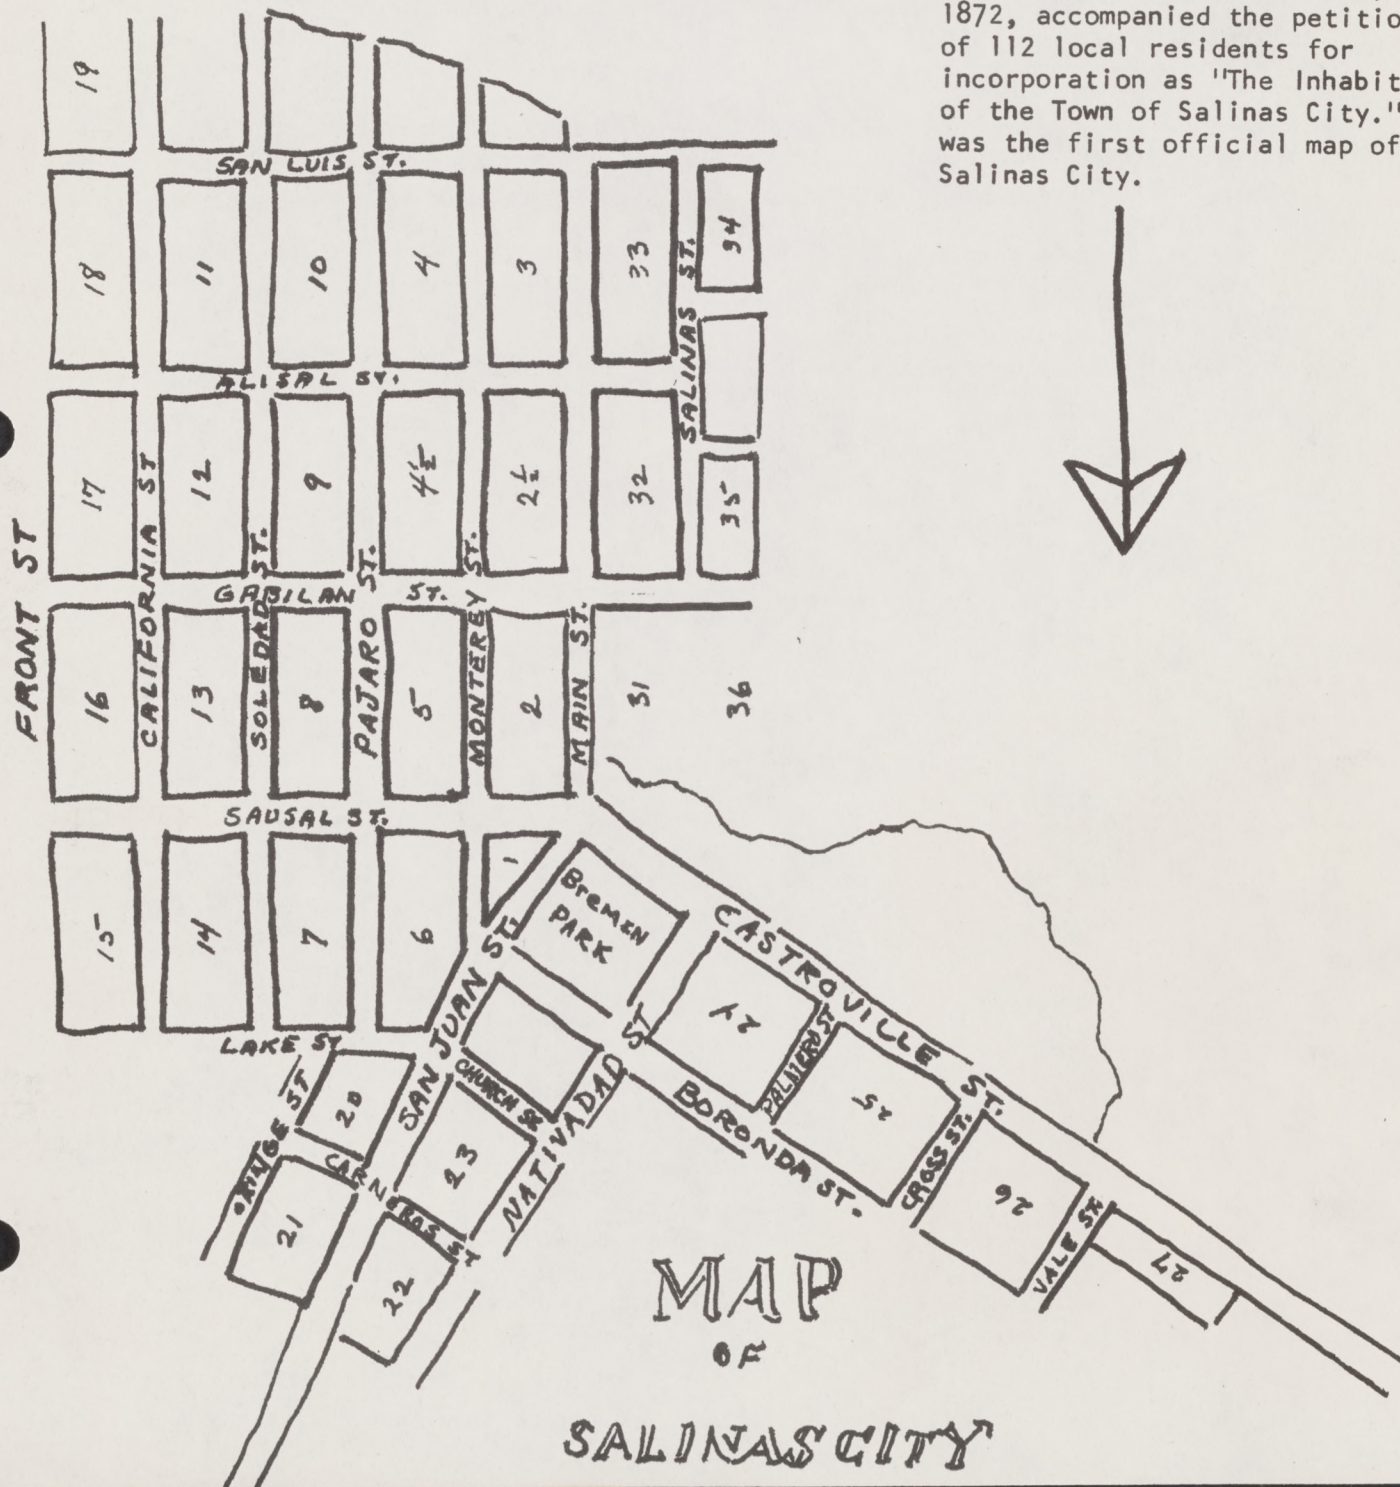 1872, accompanied the petitio
of 112 local residents for
incorporation as "The Inhabit
of the Town of Salinas City."
was the first official map of
Salinas City.
19
SAN LUIS, ST.
18
11
10
4
3
33
34
SALINAS ST.
ALISAL ST.
17
12
9
4½
2½
32
35
FRONT ST
CALIFORNIA ST
SOLEDAD ST.
PAJARO ST.
MONTEREY ST.
MAIN ST.
GABILAN ST.
16
13
8
5
2
31
36
SAUSAL ST.
15
14
7
6
1
BremEN
PARK
CASTROVILLE ST.
SAN JUAN ST.
LAKE ST
ORANGE ST
20
CHURCH St
NATIVADAD ST
BORONDA ST.
24
PALMERO ST
25
CROSS ST.
26
VALE ST.
27
CARNEROS ST
21
23
22
MAP
OF
SALINAS CITY